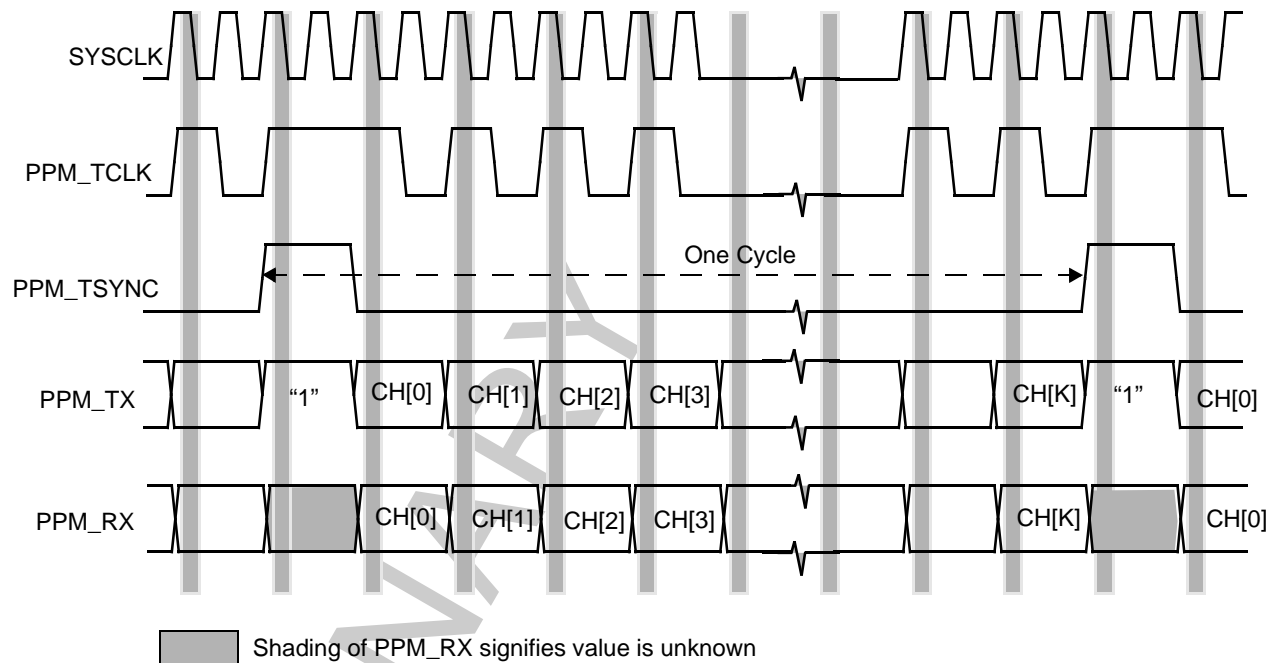 SYSCLK
PPM_TCLK
PPM_TSYNC
One Cycle
PPM_TX
“1” CH[0] CH[1] CH[2] CH[3] CH[K] “1” CH[0]
PPM_RX
CH[0] CH[1] CH[2] CH[3] CH[K] CH[0]
Shading of PPM_RX signifies value is unknown
NARY